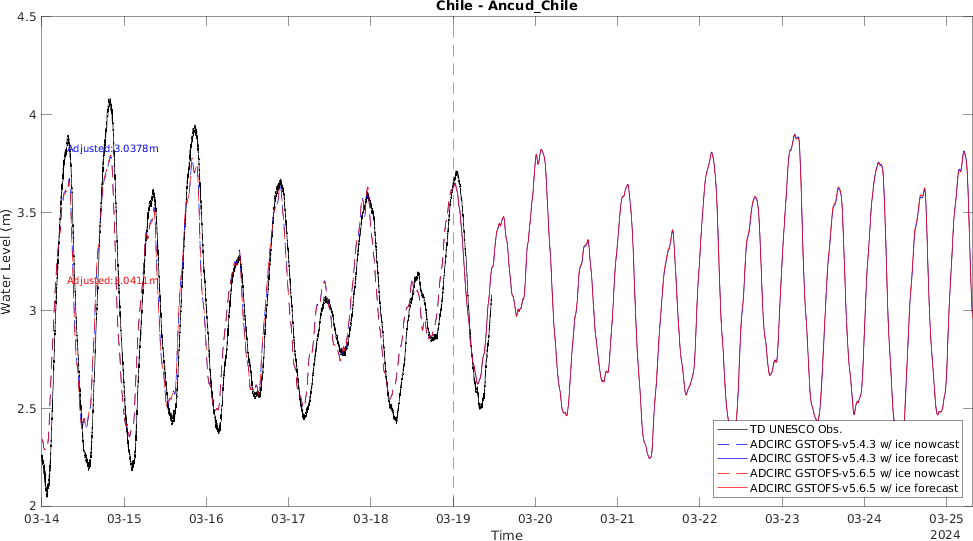 Chile - Ancud_Chile
4.5
4
3.5
3
2.5
2
Water Level (m)
Adjusted:3.0378m
Adjusted:3.0411m
TD UNESCO Obs.
ADCIRC GSTOFS-v5.4.3 w/ ice nowcast
ADCIRC GSTOFS-v5.4.3 w/ ice forecast
ADCIRC GSTOFS-v5.6.5 w/ ice nowcast
ADCIRC GSTOFS-v5.6.5 w/ ice forecast
03-14 03-15 03-16 03-17 03-18 03-19 03-20 03-21 03-22 03-23 03-24 03-25
2024
Time